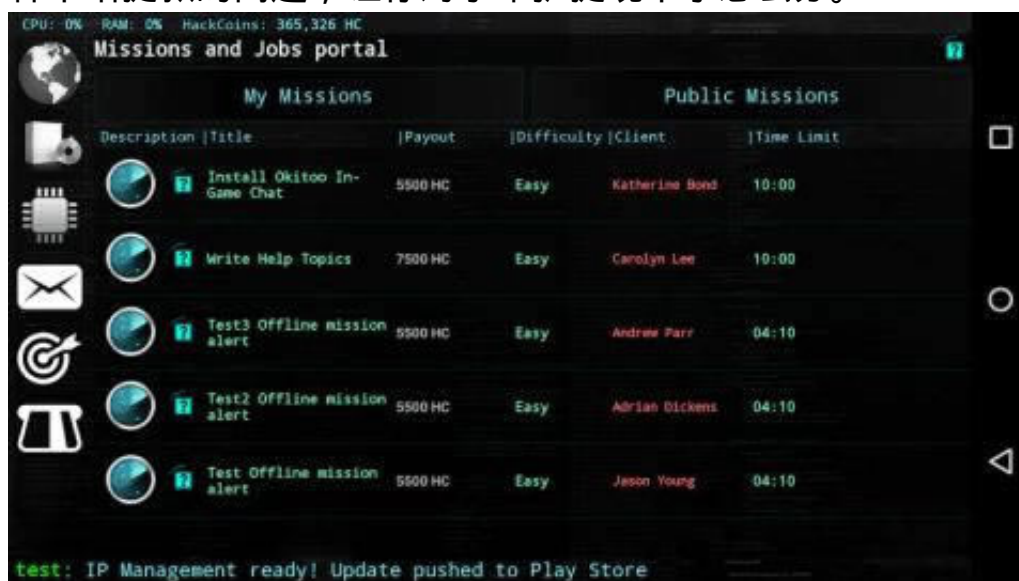 CPU: 0% RAM: 0% HackCoins: 365,326 HC
Missions and Jobs portal
?
My Missions
Public Missions
Description |Title |Payout |Difficulty |Client |Time Limit
? Install Okitoo In- 5500 HC Easy Katherine Bond 10:00
Game Chat
? Write Help Topics 7500 HC Easy Carolyn Lee 10:00
? Test3 Offline mission 5500 HC Easy Andrew Parr 04:10
alert
? Test2 Offline mission 5500 HC Easy Adrian Dickens 04:10
alert
? Test Offline mission 5500 HC Easy Jason Young 04:10
alert
test: IP Management ready! Update pushed to Play Store